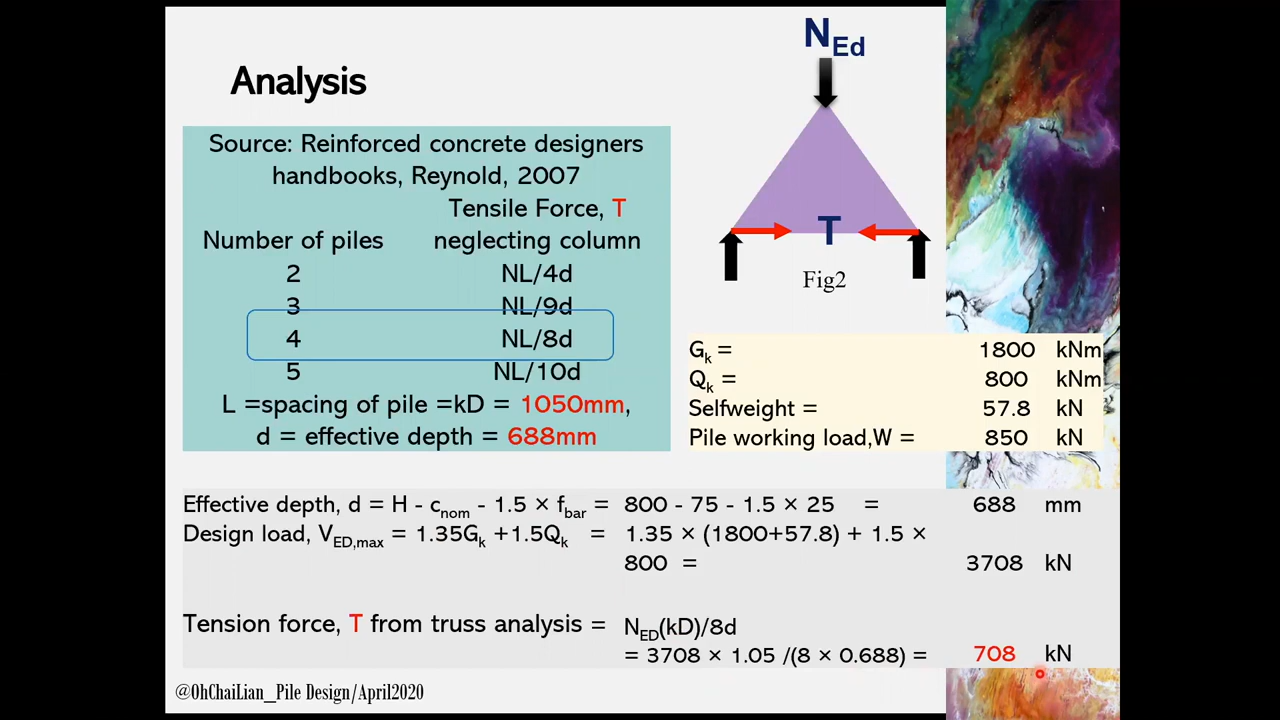 Analysis
Source: Reinforced concrete designers
handbooks, Reynold, 2007
Tensile Force, T
Number of piles neglecting column
2 NL/4d
3 NL/9d
4 NL/8d
5 NL/10d
L =spacing of pile =kD = 1050mm,
d = effective depth = 688mm
NEd
T
Fig2
Gk = 1800 kNm
Qk = 800 kNm
Selfweight = 57.8 kN
Pile working load,W = 850 kN
Effective depth, d = H - cnom - 1.5 × fbar = 800 - 75 - 1.5 × 25 = 688 mm
Design load, VED,max = 1.35Gk +1.5Qk = 1.35 × (1800+57.8) + 1.5 ×
800 = 3708 kN
Tension force, T from truss analysis = NED(kD)/8d
= 3708 × 1.05 /(8 × 0.688) = 708 kN
@OhChaiLian_Pile Design/April2020